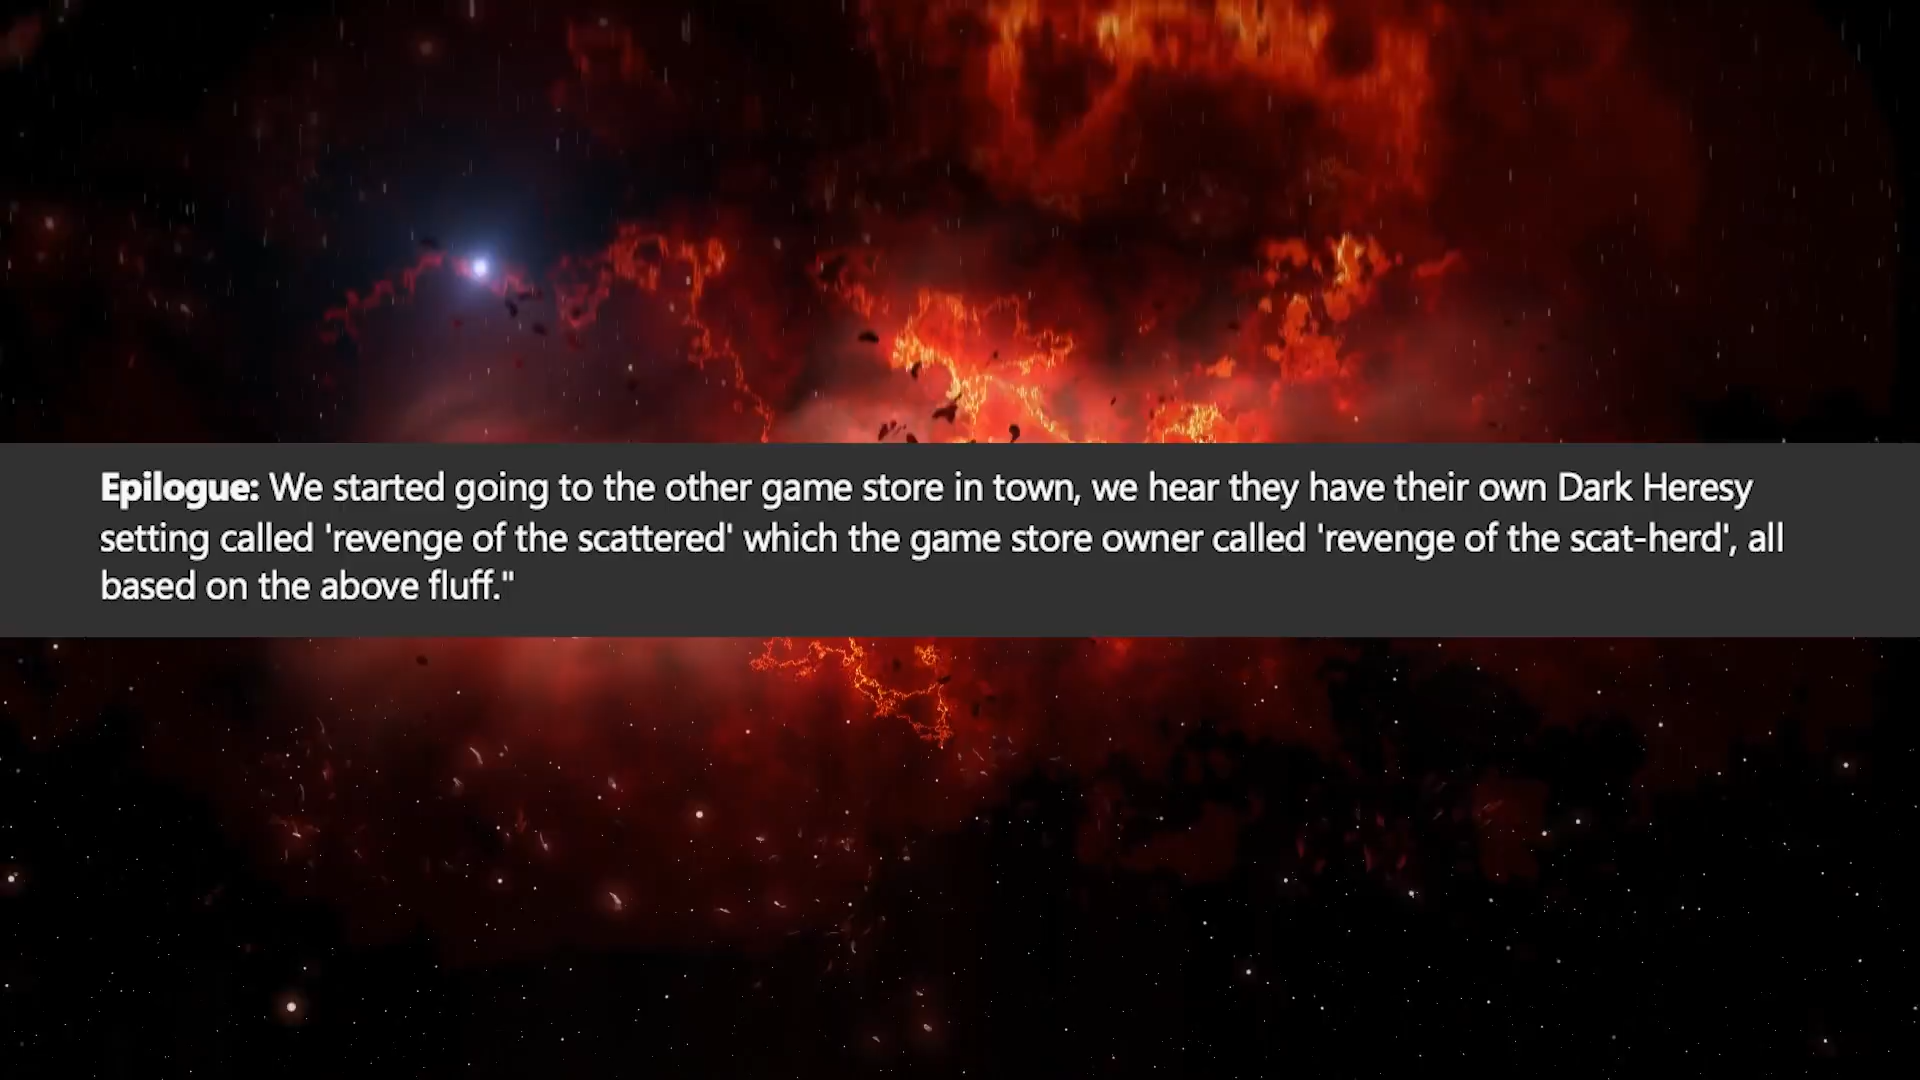 Epilogue: We started going to the other game store in town, we hear they have their own Dark Heresy
setting called 'revenge of the scattered' which the game store owner called 'revenge of the scat-herd', all
based on the above fluff."